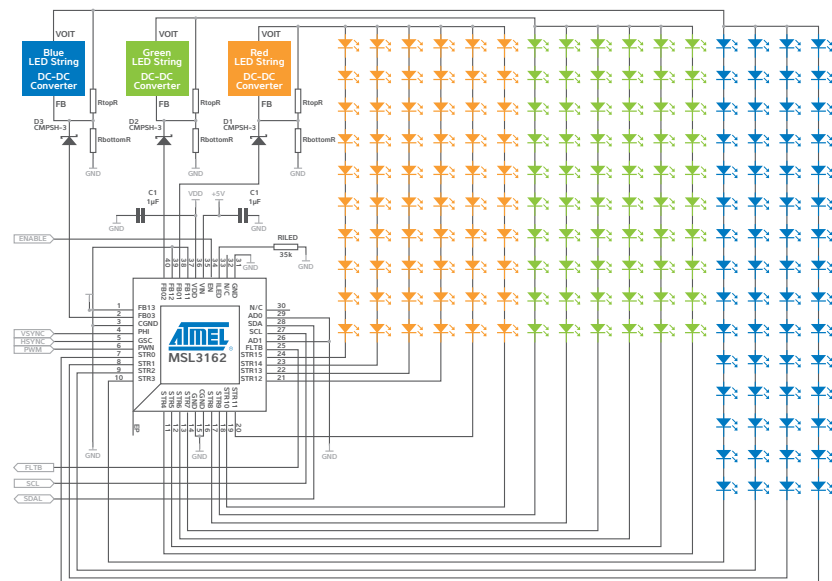 VOIT
VOIT
VOIT
Blue
LED String
DC-DC
Converter
Green
LED String
DC-DC
Converter
Red
LED String
DC-DC
Converter
FB
FB
FB
RtopR
RtopR
RtopR
D3
CMPSH-3
D2
CMPSH-3
D1
CMPSH-3
RbottomR
RbottomR
RbottomR
GND
GND
GND
C1
1µF
VDD
+5V
C1
1µF
GND
GND
ENABLE
RILED
35k
GND
GND
40
39
38
37
36
35
34
33
32
31
FBO2
FB12
FBO1
FB11
VDD
VIN
EN
ILED
N/C
GND
1 FB13
2 FB03
3 CGND
VSYNC 4 PHI
HSYNC 5 GSC
PWM 6 PWN
7 STR0
8 STR1
9 STR2
10 STR3
N/C 30
AD0 29
SDA 28
SCL 27
AD1 26
FLTB 25
STR15 24
STR14 23
STR13 22
STR12 21
ATMEL
®
MSL3162
STR4
STR5
STR6
STR7
GND
CGND
STR8
STR9
STR10
STR11
EP
11
12
13
14
15
16
17
18
19
20
GND
GND
GND
FLTB
SCL
SDAL